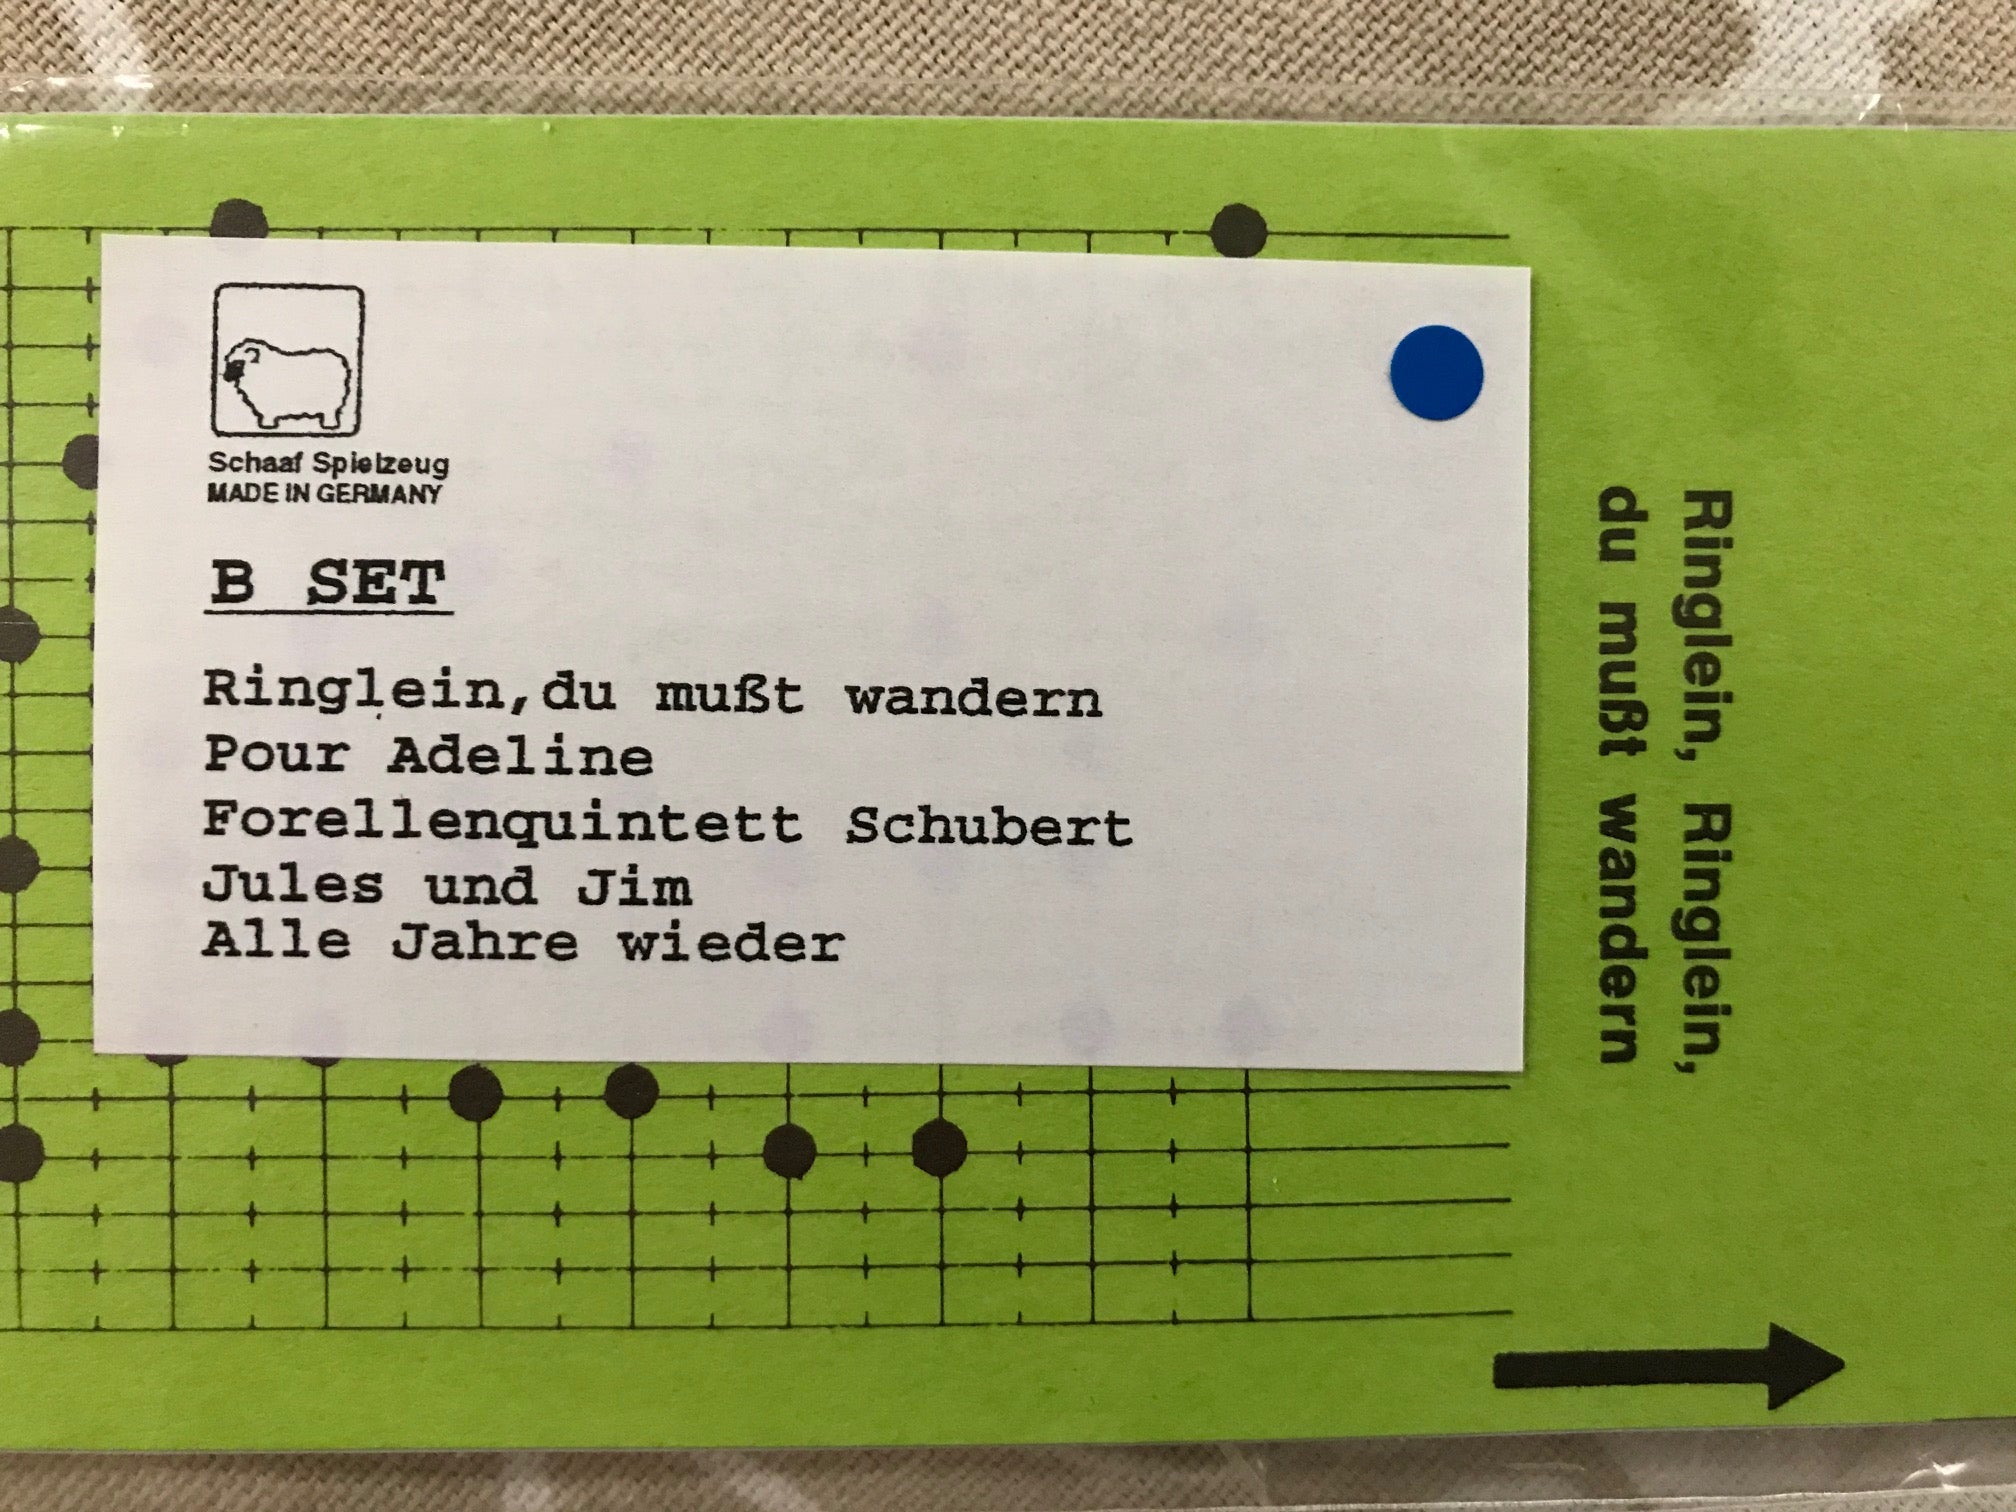 Schaaf Spielzeug
MADE IN GERMANY
B SET
Ringlein,du mußt wandern
Pour Adeline
Forellenquintett Schubert
Jules und Jim
Alle Jahre wieder
Ringlein, Ringlein,
du mußt wandern